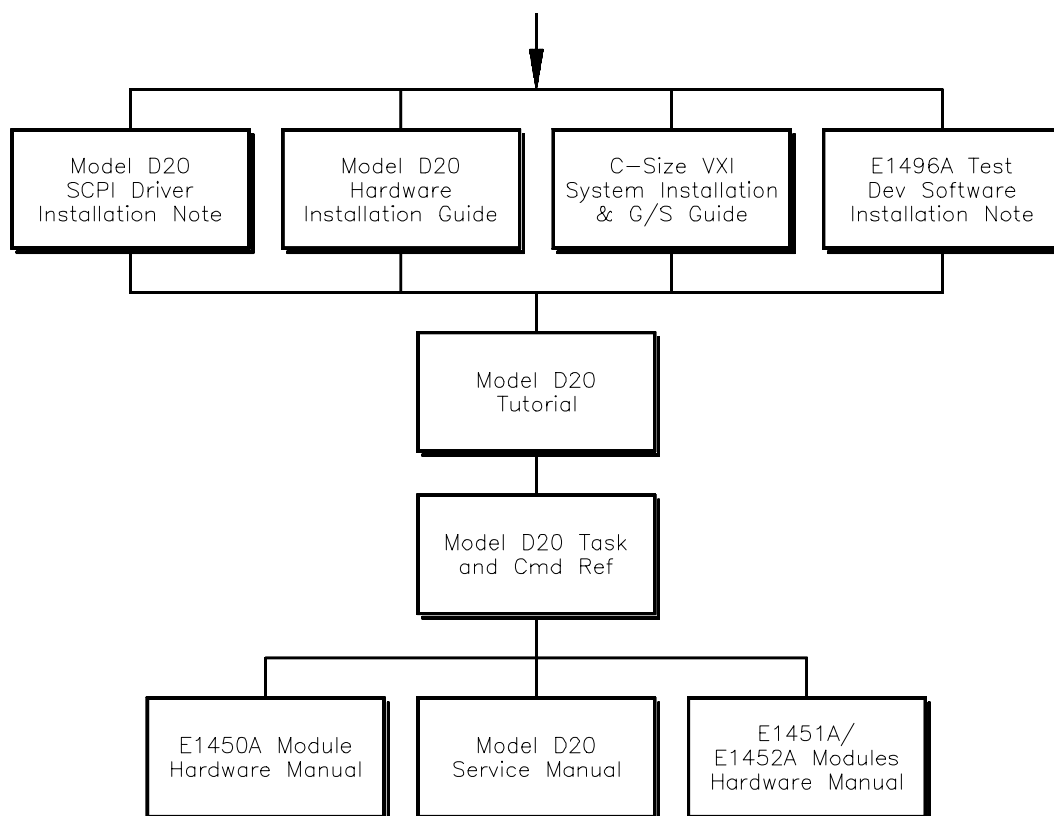 Model D20
SCPI Driver
Installation Note
Model D20
Hardware
Installation Guide
C-Size VXI
System Installation
& G/S Guide
E1496A Test
Dev Software
Installation Note
Model D20
Tutorial
Model D20 Task
and Cmd Ref
E1450A Module
Hardware Manual
Model D20
Service Manual
E1451A/
E1452A Modules
Hardware Manual